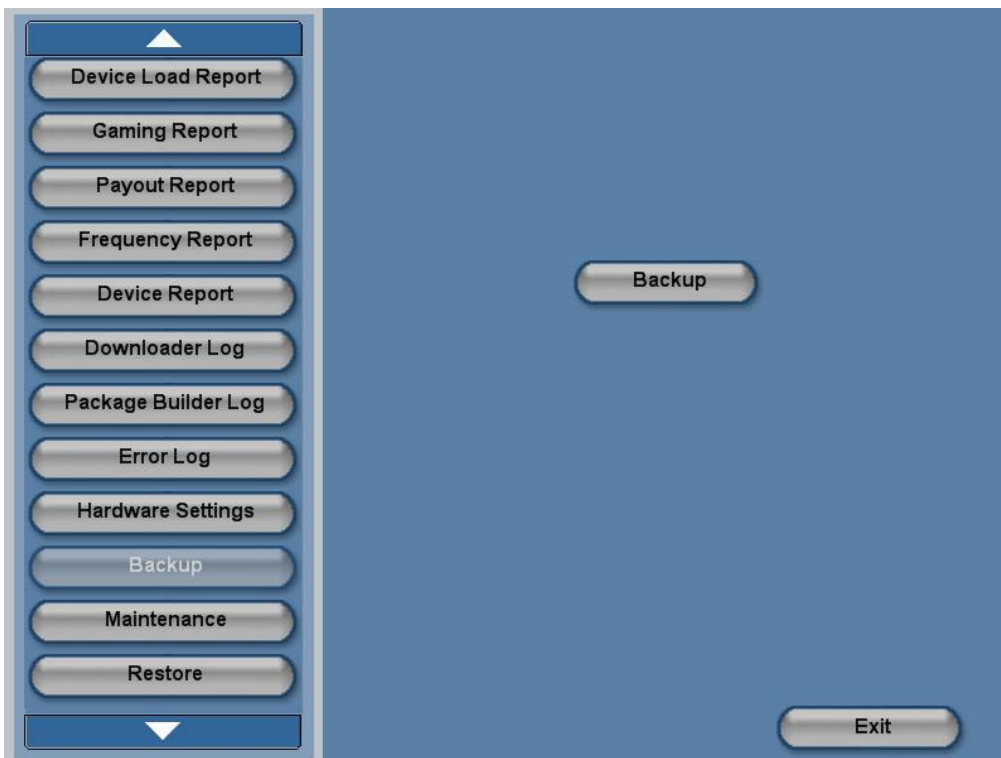 Device Load Report
Gaming Report
Payout Report
Frequency Report
Device Report
Downloader Log
Package Builder Log
Error Log
Hardware Settings
Backup
Maintenance
Restore
Backup
Exit